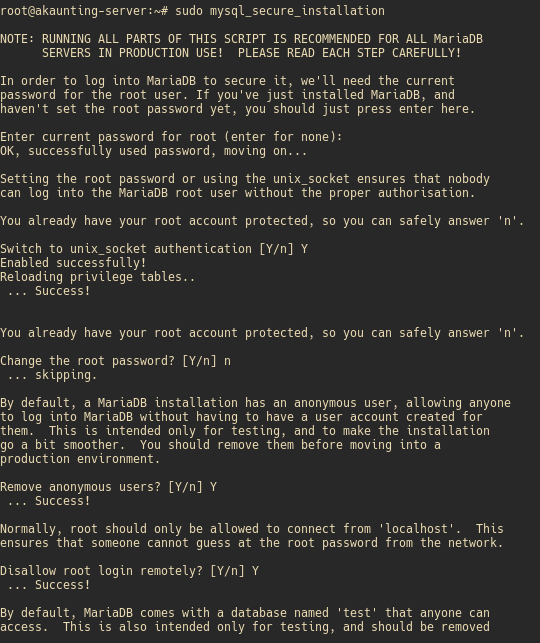 root@akaunting-server:~# sudo mysql_secure_installation
NOTE: RUNNING ALL PARTS OF THIS SCRIPT IS RECOMMENDED FOR ALL MariaDB
      SERVERS IN PRODUCTION USE!  PLEASE READ EACH STEP CAREFULLY!
In order to log into MariaDB to secure it, we'll need the current
password for the root user. If you've just installed MariaDB, and
haven't set the root password yet, you should just press enter here.
Enter current password for root (enter for none):
OK, successfully used password, moving on...
Setting the root password or using the unix_socket ensures that nobody
can log into the MariaDB root user without the proper authorisation.
You already have your root account protected, so you can safely answer 'n'.
Switch to unix_socket authentication [Y/n] Y
Enabled successfully!
Reloading privilege tables..
 ... Success!
You already have your root account protected, so you can safely answer 'n'.
Change the root password? [Y/n] n
 ... skipping.
By default, a MariaDB installation has an anonymous user, allowing anyone
to log into MariaDB without having to have a user account created for
them.  This is intended only for testing, and to make the installation
go a bit smoother.  You should remove them before moving into a
production environment.
Remove anonymous users? [Y/n] Y
 ... Success!
Normally, root should only be allowed to connect from 'localhost'.  This
ensures that someone cannot guess at the root password from the network.
Disallow root login remotely? [Y/n] Y
 ... Success!
By default, MariaDB comes with a database named 'test' that anyone can
access.  This is also intended only for testing, and should be removed